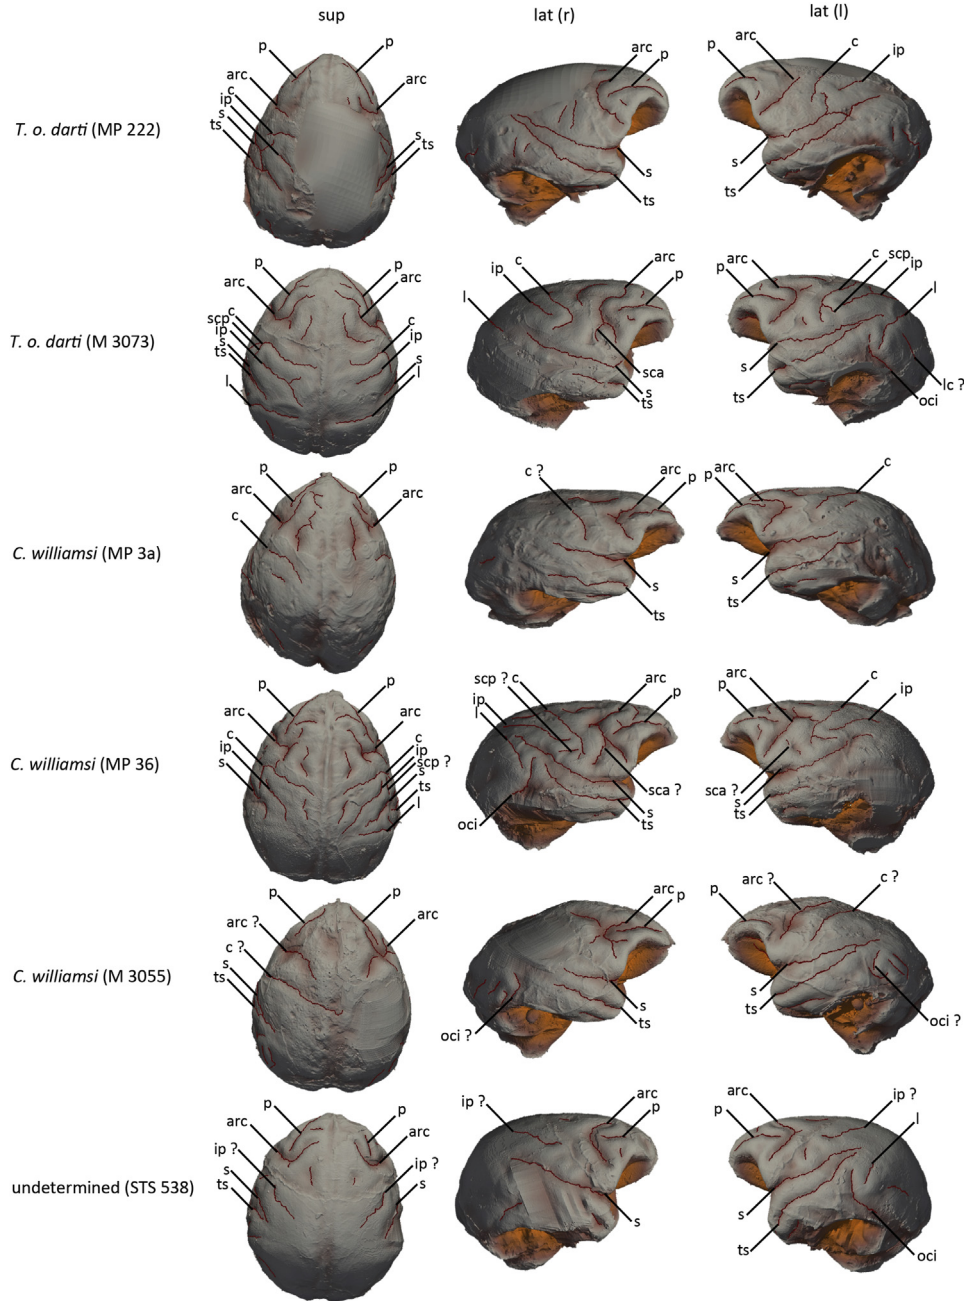 sup lat (r) lat (l)
T. o. darti (MP 222)
p p
arc arc
c
ip
s s
ts ts
arc p
s
ts
p arc c ip
s
ts
T. o. darti (M 3073)
p p
arc arc
c c
scp ip
ip
s s
ts l
l
l ip c arc p
sca
s
ts
p arc c scp ip l
s
ts
oci lc ?
C. williamsi (MP 3a)
p p
arc arc
c
c ? arc p
s
ts
p arc c
s
ts
C. williamsi (MP 36)
p p
arc arc
c c
ip ip
s scp ?
s
ts
l
scp ? c arc p
ip
l
sca ?
s
ts
oci
p arc c ip
sca ?
s
ts
C. williamsi (M 3055)
p p
arc ? arc
c ?
s
ts
arc p
s
ts
oci ?
p arc ? c ?
s
ts
oci ?
undetermined (STS 538)
p p
arc arc
ip ? ip ?
s s
ts
ip ? arc p
s
p arc ip ? l
s
ts
oci